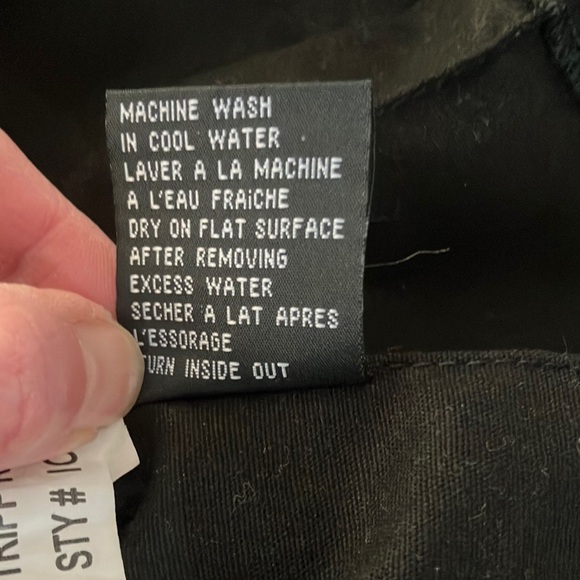 MACHINE WASH
IN COOL WATER
LAVER A LA MACHINE
A L'EAU FRAiCHE
DRY ON FLAT SURFACE
AFTER REMOVING
EXCESS WATER
SECHER A LAT APRES
L'ESSORAGE
TURN INSIDE OUT
STY#